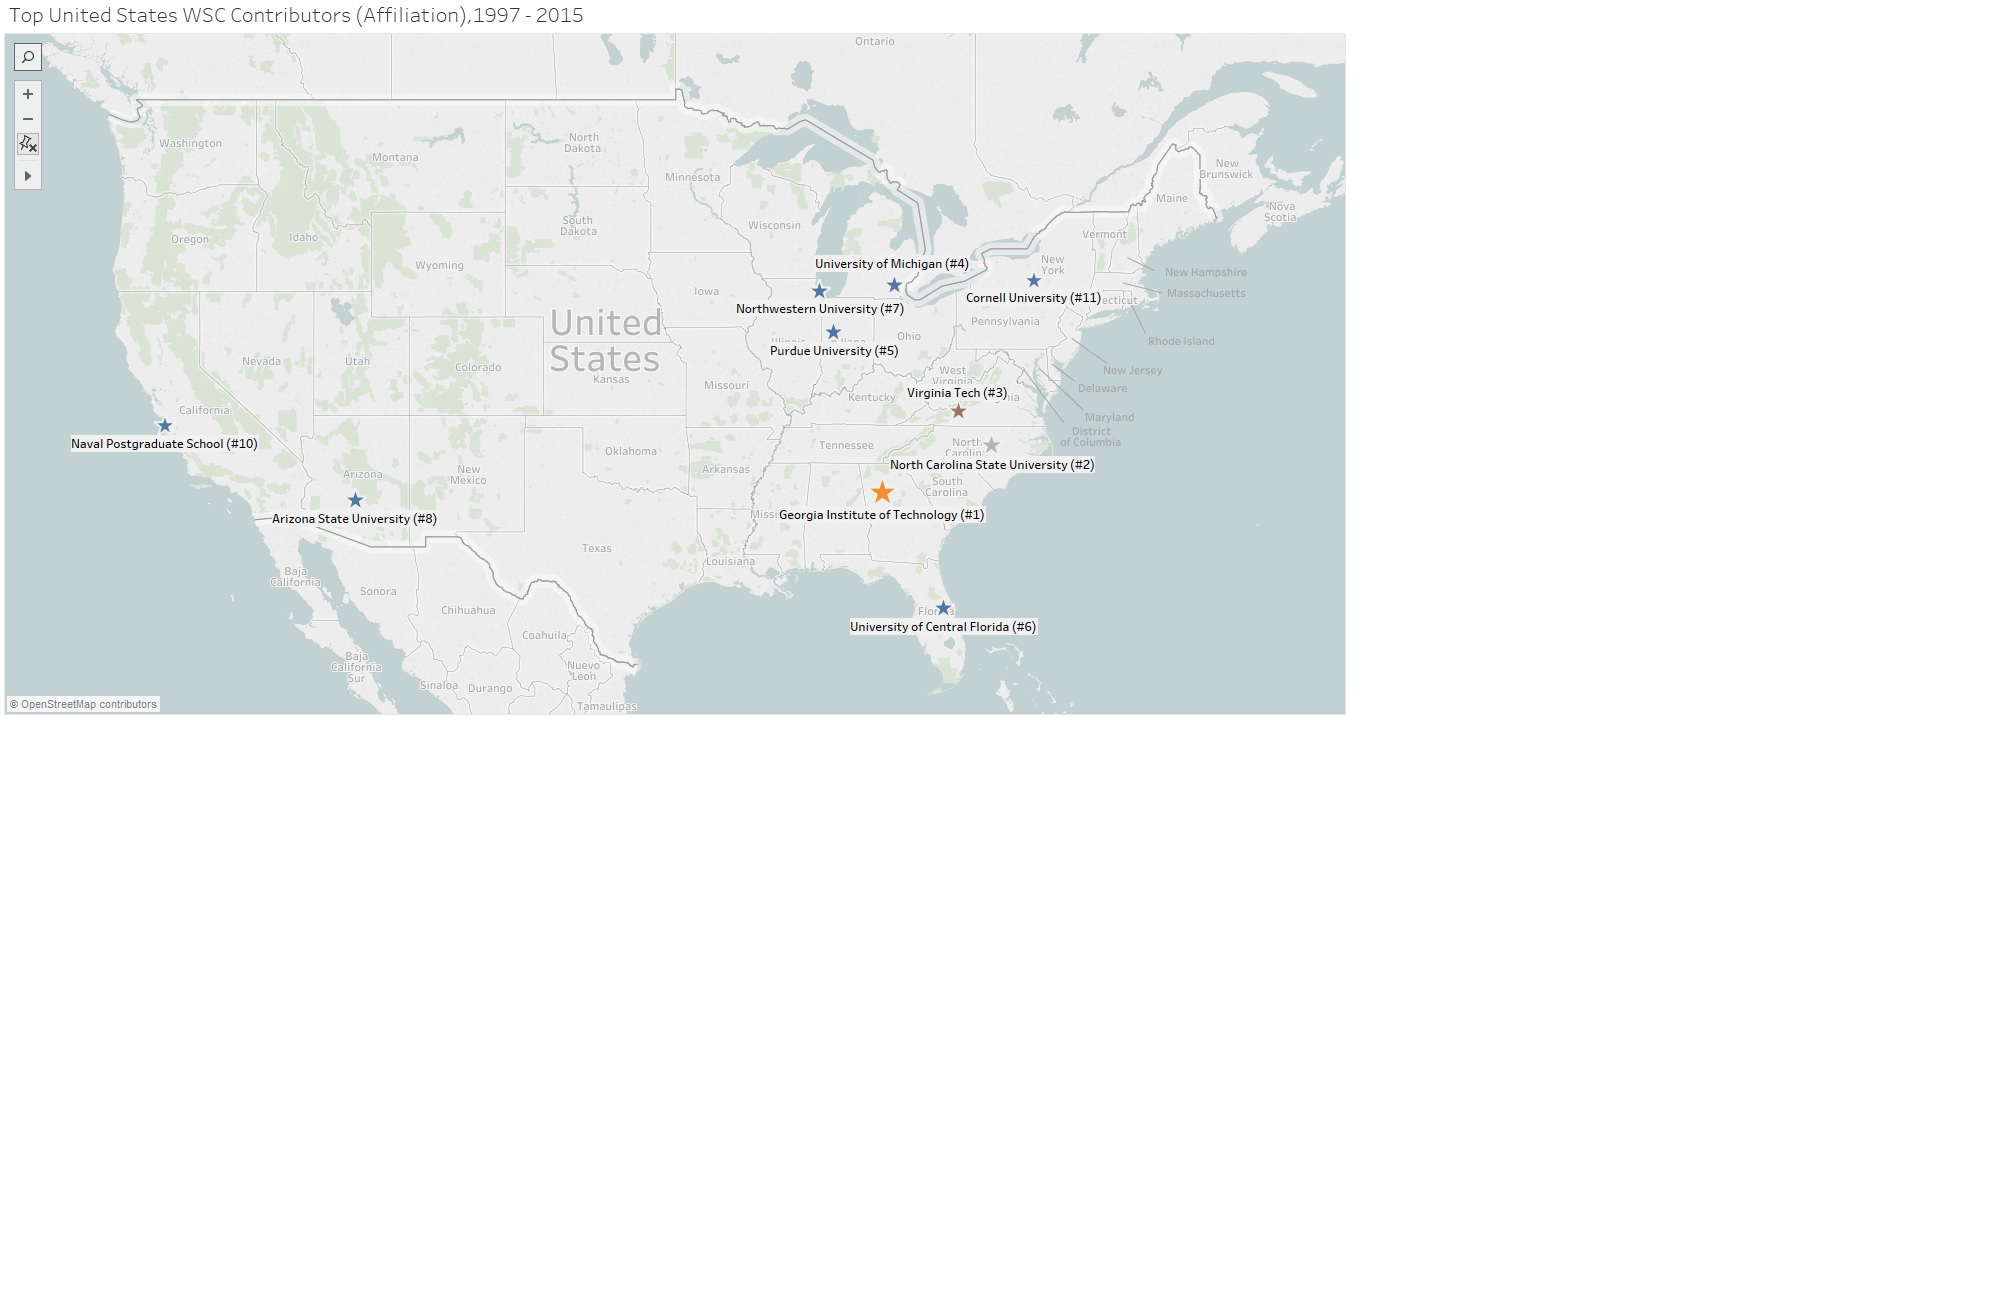 Top United States WSC Contributors (Affiliation),1997 - 2015
Ontario
Washington
Montana
North
Dakota
Minnesota
New
Brunswick
Maine
Nova
Scotia
Oregon
Idaho
South
Dakota
Wisconsin
Vermont
Wyoming
University of Michigan (#4)
New
York
New Hampshire
Iowa
Massachusetts
Cornell University (#11)
ecticut
Northwestern University (#7)
United
States
Pennsylvania
Ohio
Rhode Island
Purdue University (#5)
Nevada
Utah
Colorado
Kansas
Missouri
West
Virginia
New Jersey
Delaware
Kentucky
Virginia Tech (#3)
nia
California
Maryland
District
of Columbia
Naval Postgraduate School (#10)
Oklahoma
Tennessee
North
Carolin
North Carolina State University (#2)
Arizona
New
Mexico
Arkansas
South
Carolina
Arizona State University (#8)
Missi
Georgia Institute of Technology (#1)
Texas
Louisiana
Baja
California
Sonora
Chihuahua
Florida
University of Central Florida (#6)
Coahuila
Baja
California
Sur
Nuevo
Leon
Sinaloa
Durango
Tamaulipas
© OpenStreetMap contributors